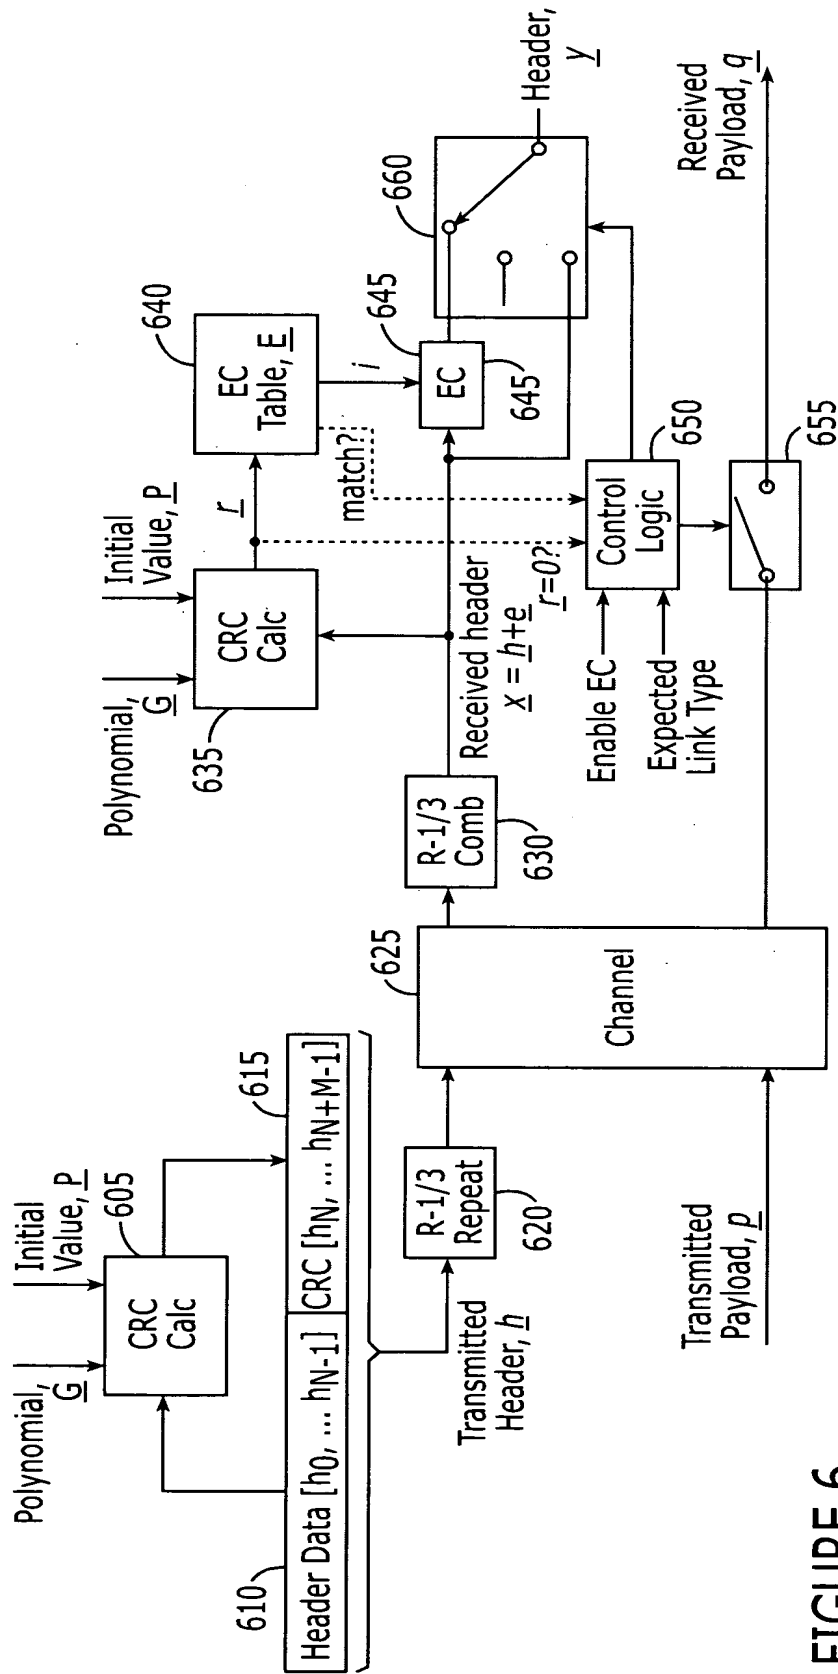 Polynomial,
G
Initial
Value, P
605
CRC
Calc
610
615
Header Data [h0, ... hN-1]
CRC [hN, ... hN+M-1]
Transmitted
Header, h
R-1/3
Repeat
620
Transmitted
Payload, p
625
Channel
R-1/3
Comb
630
Polynomial,
G
Initial
Value, P
635
CRC
Calc
r
640
EC
Table, E
match?
i
645
EC
645
Received header
x = h+e
r=0?
Enable EC
Expected
Link Type
Control
Logic
650
655
660
Header,
y
Received
Payload, q
FIGURE 6